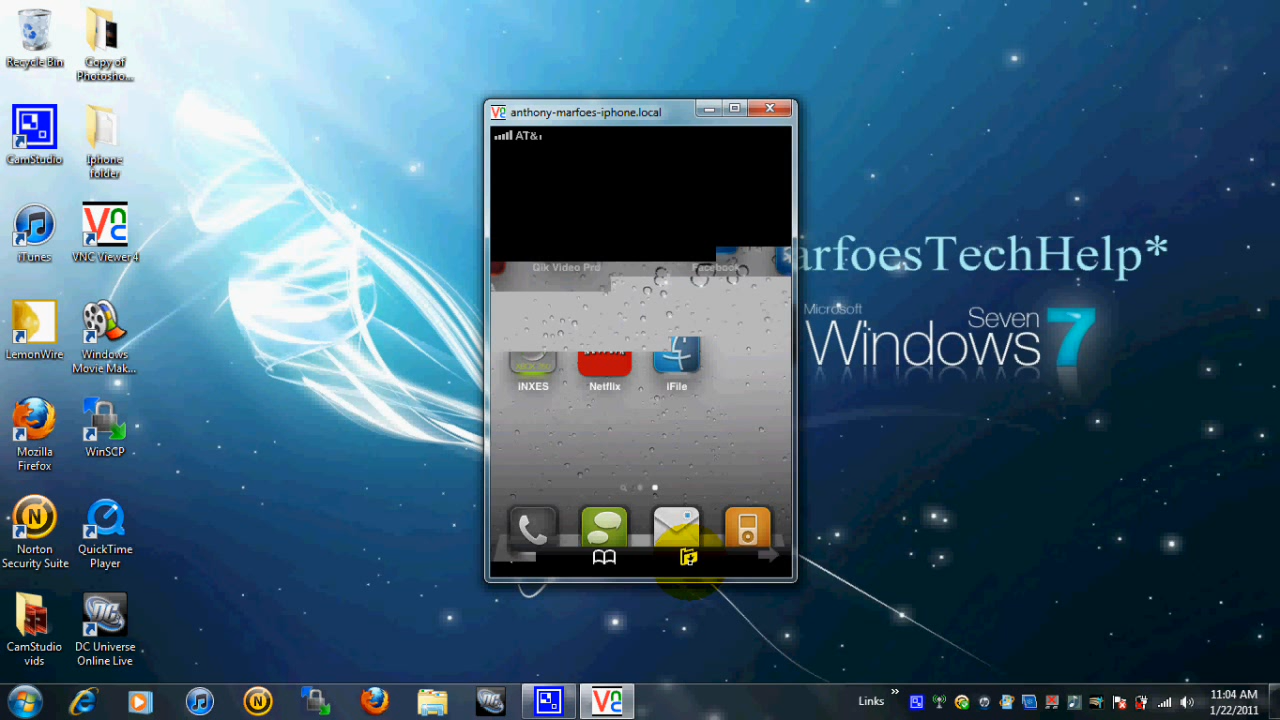 Recycle Bin
Copy of
Photosho...
CamStudio
Iphone
folder
iTunes
VNC Viewer 4
LemonWire
Windows
Movie Mak...
Mozilla
Firefox
WinSCP
Norton
Security Suite
QuickTime
Player
CamStudio
vids
DC Universe
Online Live
anthony-marfoes-iphone.local
AT&
Qik Video Pro
Facebook
iNXES
Netflix
iFile
arfoesTechHelp*
Microsoft
Windows Seven 7
Links
11:04 AM
1/22/2011